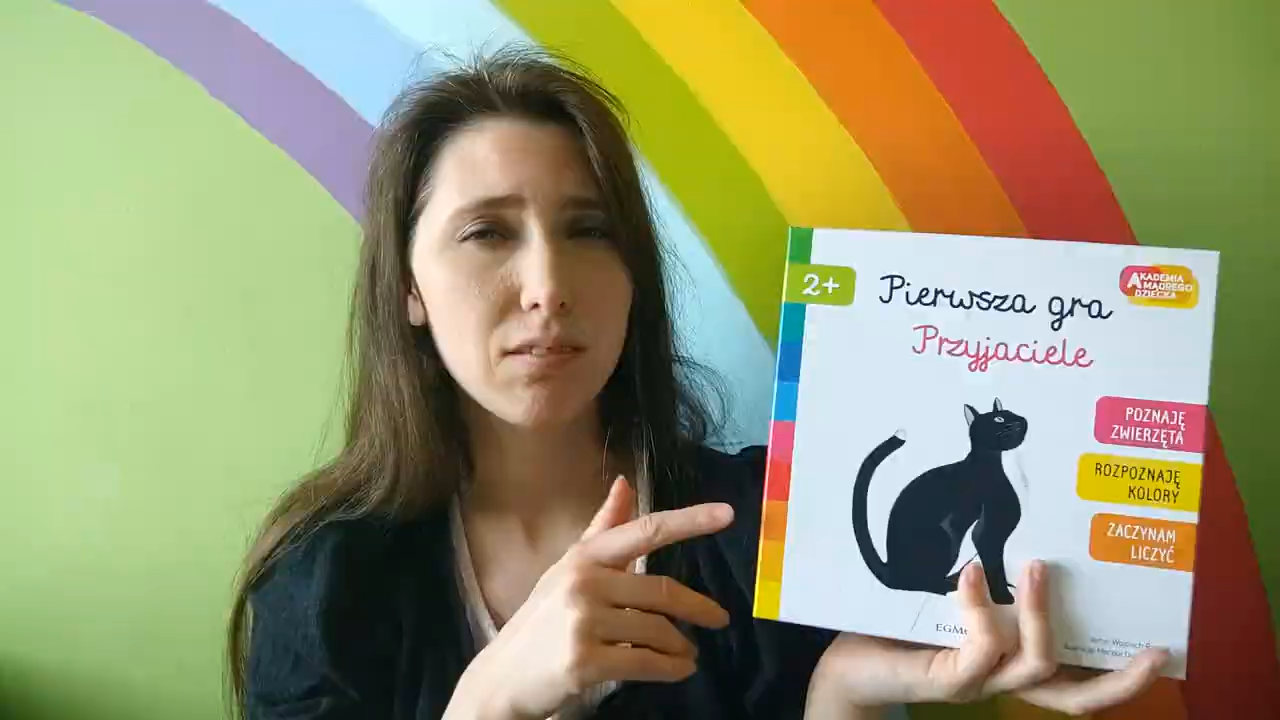 2+
Pierwsza gra
Przyjaciele
AKADEMIA
MĄDREGO
DZIECKA
POZNAJĘ
ZWIERZĘTA
ROZPOZNAJĘ
KOLORY
ZACZYNAM
LICZYĆ